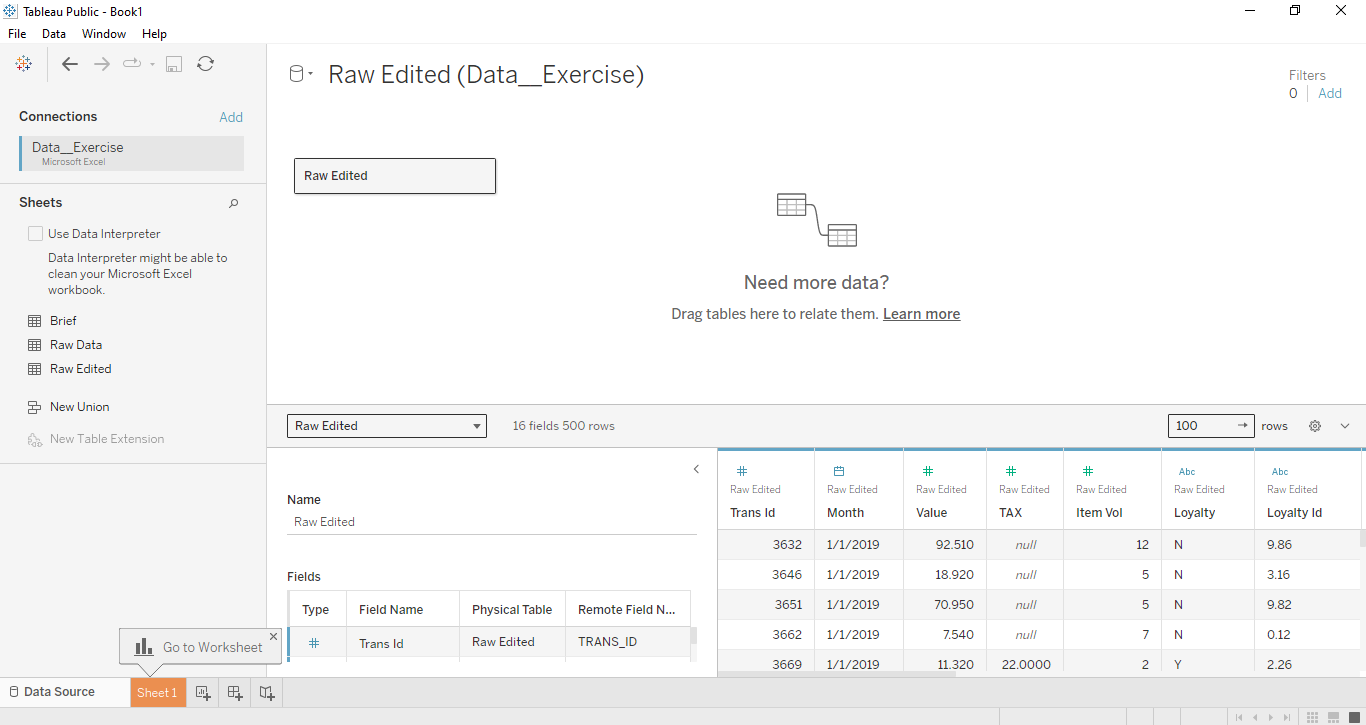 Tableau Public - Book1
File Data Window Help
Connections Add
Data__Exercise
Microsoft Excel
Sheets
Use Data Interpreter
Data Interpreter might be able to
clean your Microsoft Excel
workbook.
Brief
Raw Data
Raw Edited
New Union
New Table Extension
Raw Edited (Data__Exercise)
Filters
0 Add
Raw Edited
Need more data?
Drag tables here to relate them. Learn more
Raw Edited 16 fields 500 rows 100 rows
Name
Raw Edited
Fields
Type Field Name Physical Table Remote Field N...
# Trans Id Raw Edited TRANS_ID
# # # # Abc Abc
Raw Edited Raw Edited Raw Edited Raw Edited Raw Edited Raw Edited Raw Edited
Trans Id Month Value TAX Item Vol Loyalty Loyalty Id
3632 1/1/2019 92.510 null 12 N 9.86
3646 1/1/2019 18.920 null 5 N 3.16
3651 1/1/2019 70.950 null 5 N 9.82
3662 1/1/2019 7.540 null 7 N 0.12
3669 1/1/2019 11.320 22.0000 2 Y 2.26
Go to Worksheet
Data Source Sheet 1